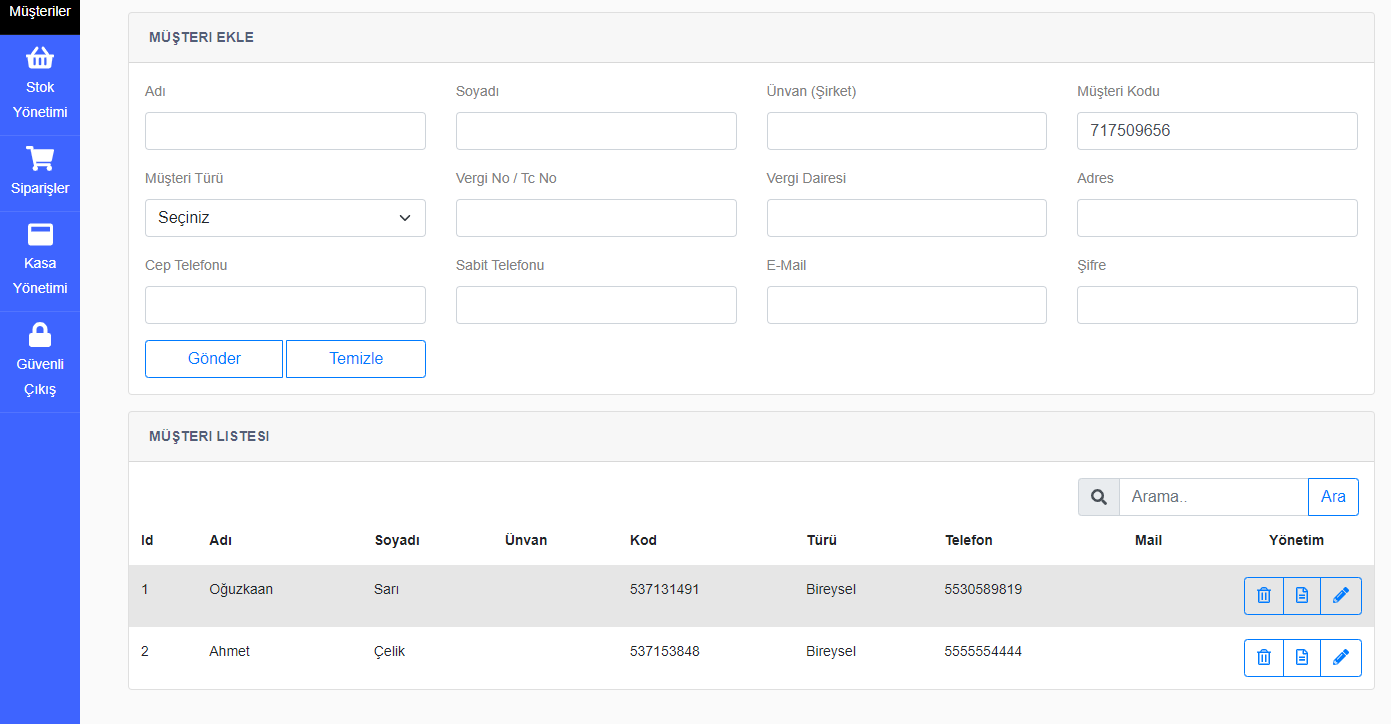 Müşteriler
Stok
Yönetimi
Siparişler
Kasa
Yönetimi
Güvenli
Çıkış
MÜŞTERI EKLE
Adı Soyadı Ünvan (Şirket) Müşteri Kodu
717509656
Müşteri Türü Vergi No / Tc No Vergi Dairesi Adres
Seçiniz
Cep Telefonu Sabit Telefonu E-Mail Şifre
Gönder Temizle
MÜŞTERI LISTESI
Arama.. Ara
Id Adı Soyadı Ünvan Kod Türü Telefon Mail Yönetim
1 Oğuzkaan Sarı 537131491 Bireysel 5530589819
2 Ahmet Çelik 537153848 Bireysel 5555554444